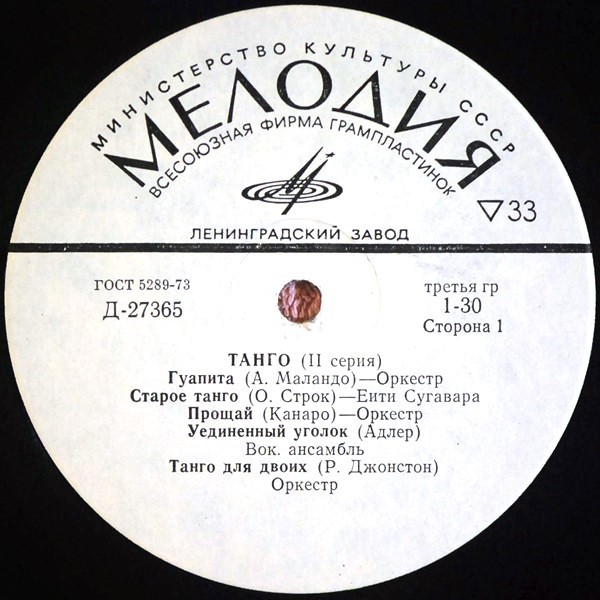 МИНИСТЕРСТВО КУЛЬТУРЫ СССР
МЕЛОДИЯ
ВСЕСОЮЗНАЯ ФИРМА ГРАМПЛАСТИНОК
33
ЛЕНИНГРАДСКИЙ ЗАВОД
ГОСТ 5289-73
Д-27365
третья гр
1-30
Сторона 1
ТАНГО (II серия)
Гуапита (А. Маландо)—Оркестр
Старое танго (О. Строк)—Еити Сугавара
Прощай (Канаро)—Оркестр
Уединенный уголок (Адлер)
Вок. ансамбль
Танго для двоих (Р. Джонстон)
Оркестр